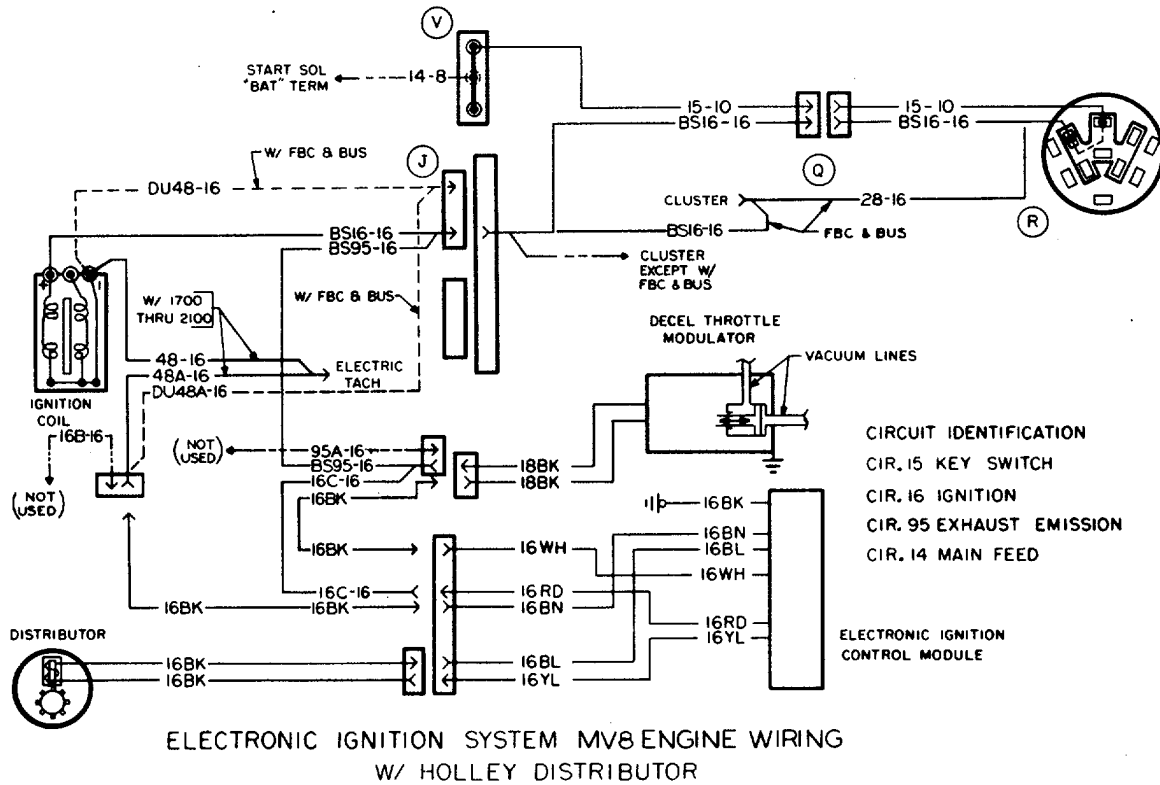 V
START SOL
"BAT" TERM
14-8
15-10
BS16-16
15-10
BS16-16
J
W/ FBC & BUS
DU48-16
Q
CLUSTER
28-16
R
BS16-16
BS95-16
BS16-16
FBC & BUS
CLUSTER
EXCEPT W/
FBC & BUS
+
-
W/ 1700
THRU 2100
W/ FBC & BUS
DECEL THROTTLE
MODULATOR
VACUUM LINES
48-16
48A-16
DU48A-16
ELECTRIC
TACH
IGNITION
COIL
16B-16
(NOT USED)
95A-16
BS95-16
16C-16
16BK
18BK
18BK
(NOT USED)
CIRCUIT IDENTIFICATION
CIR. 15 KEY SWITCH
CIR. 16 IGNITION
CIR. 95 EXHAUST EMISSION
CIR. 14 MAIN FEED
16BK
16BN
16BL
16WH
16BK
16WH
16C-16
16RD
16BK
16BK
16BN
16RD
16YL
DISTRIBUTOR
16BK
16BK
16BL
16YL
ELECTRONIC IGNITION
CONTROL MODULE
ELECTRONIC IGNITION SYSTEM MV8 ENGINE WIRING
W/ HOLLEY DISTRIBUTOR